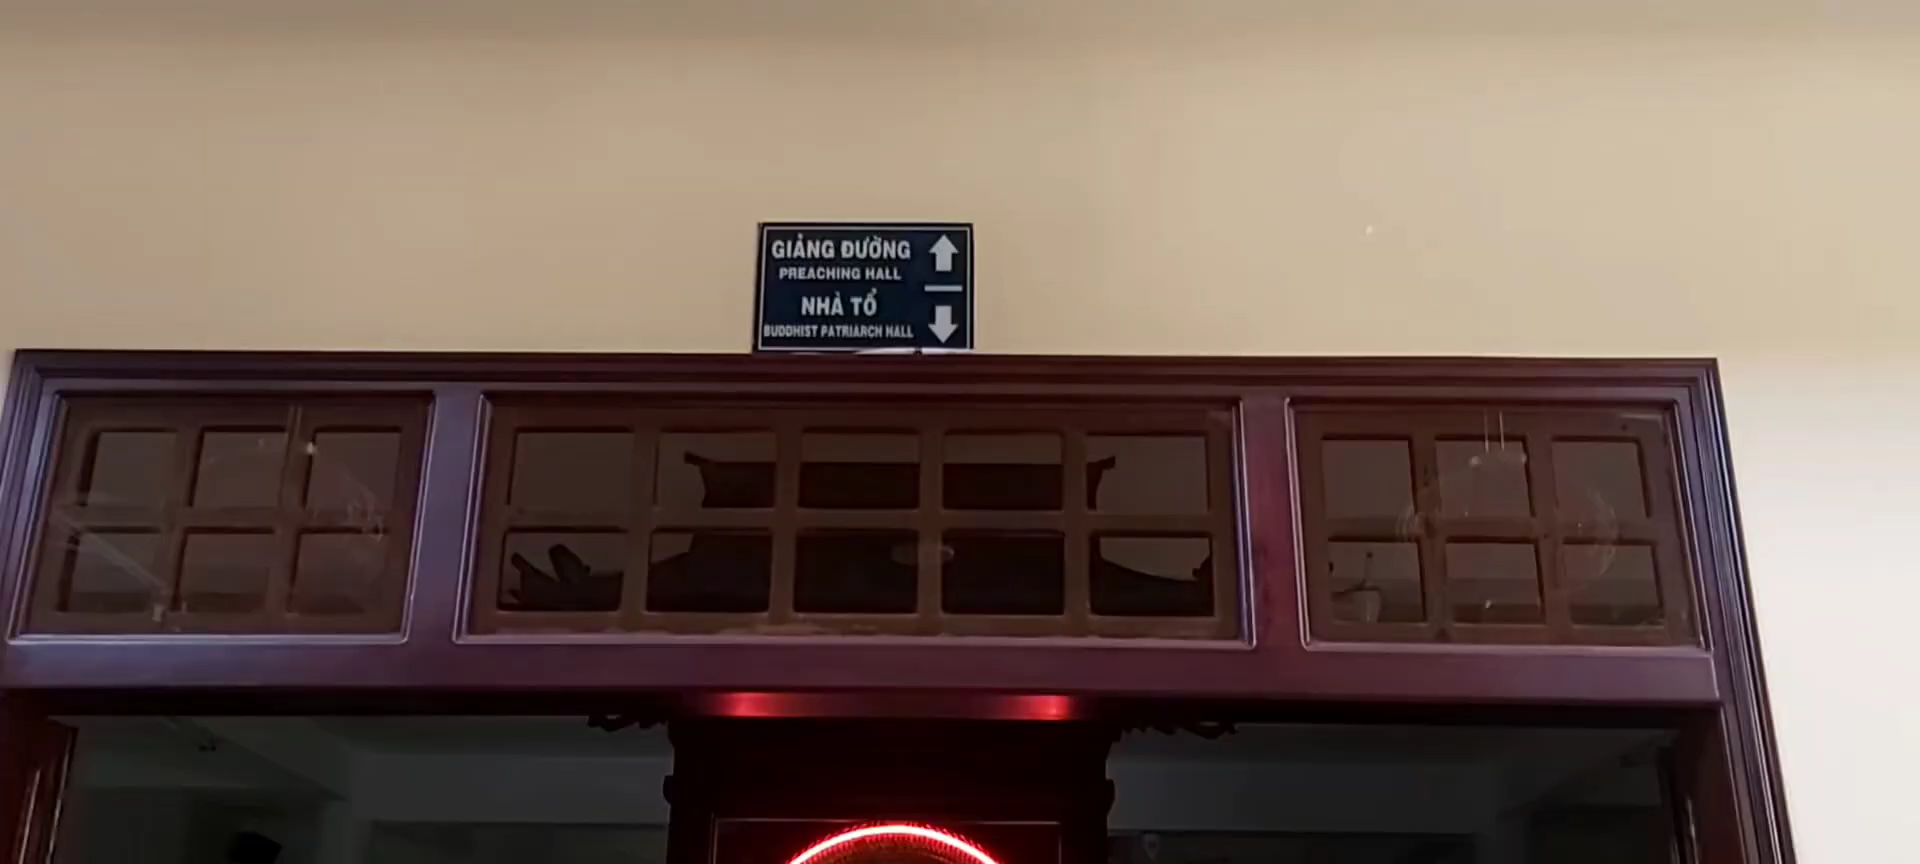 GIẢNG ĐƯỜNG
PREACHING HALL
NHÀ TỔ
BUDDHIST PATRIARCH HALL